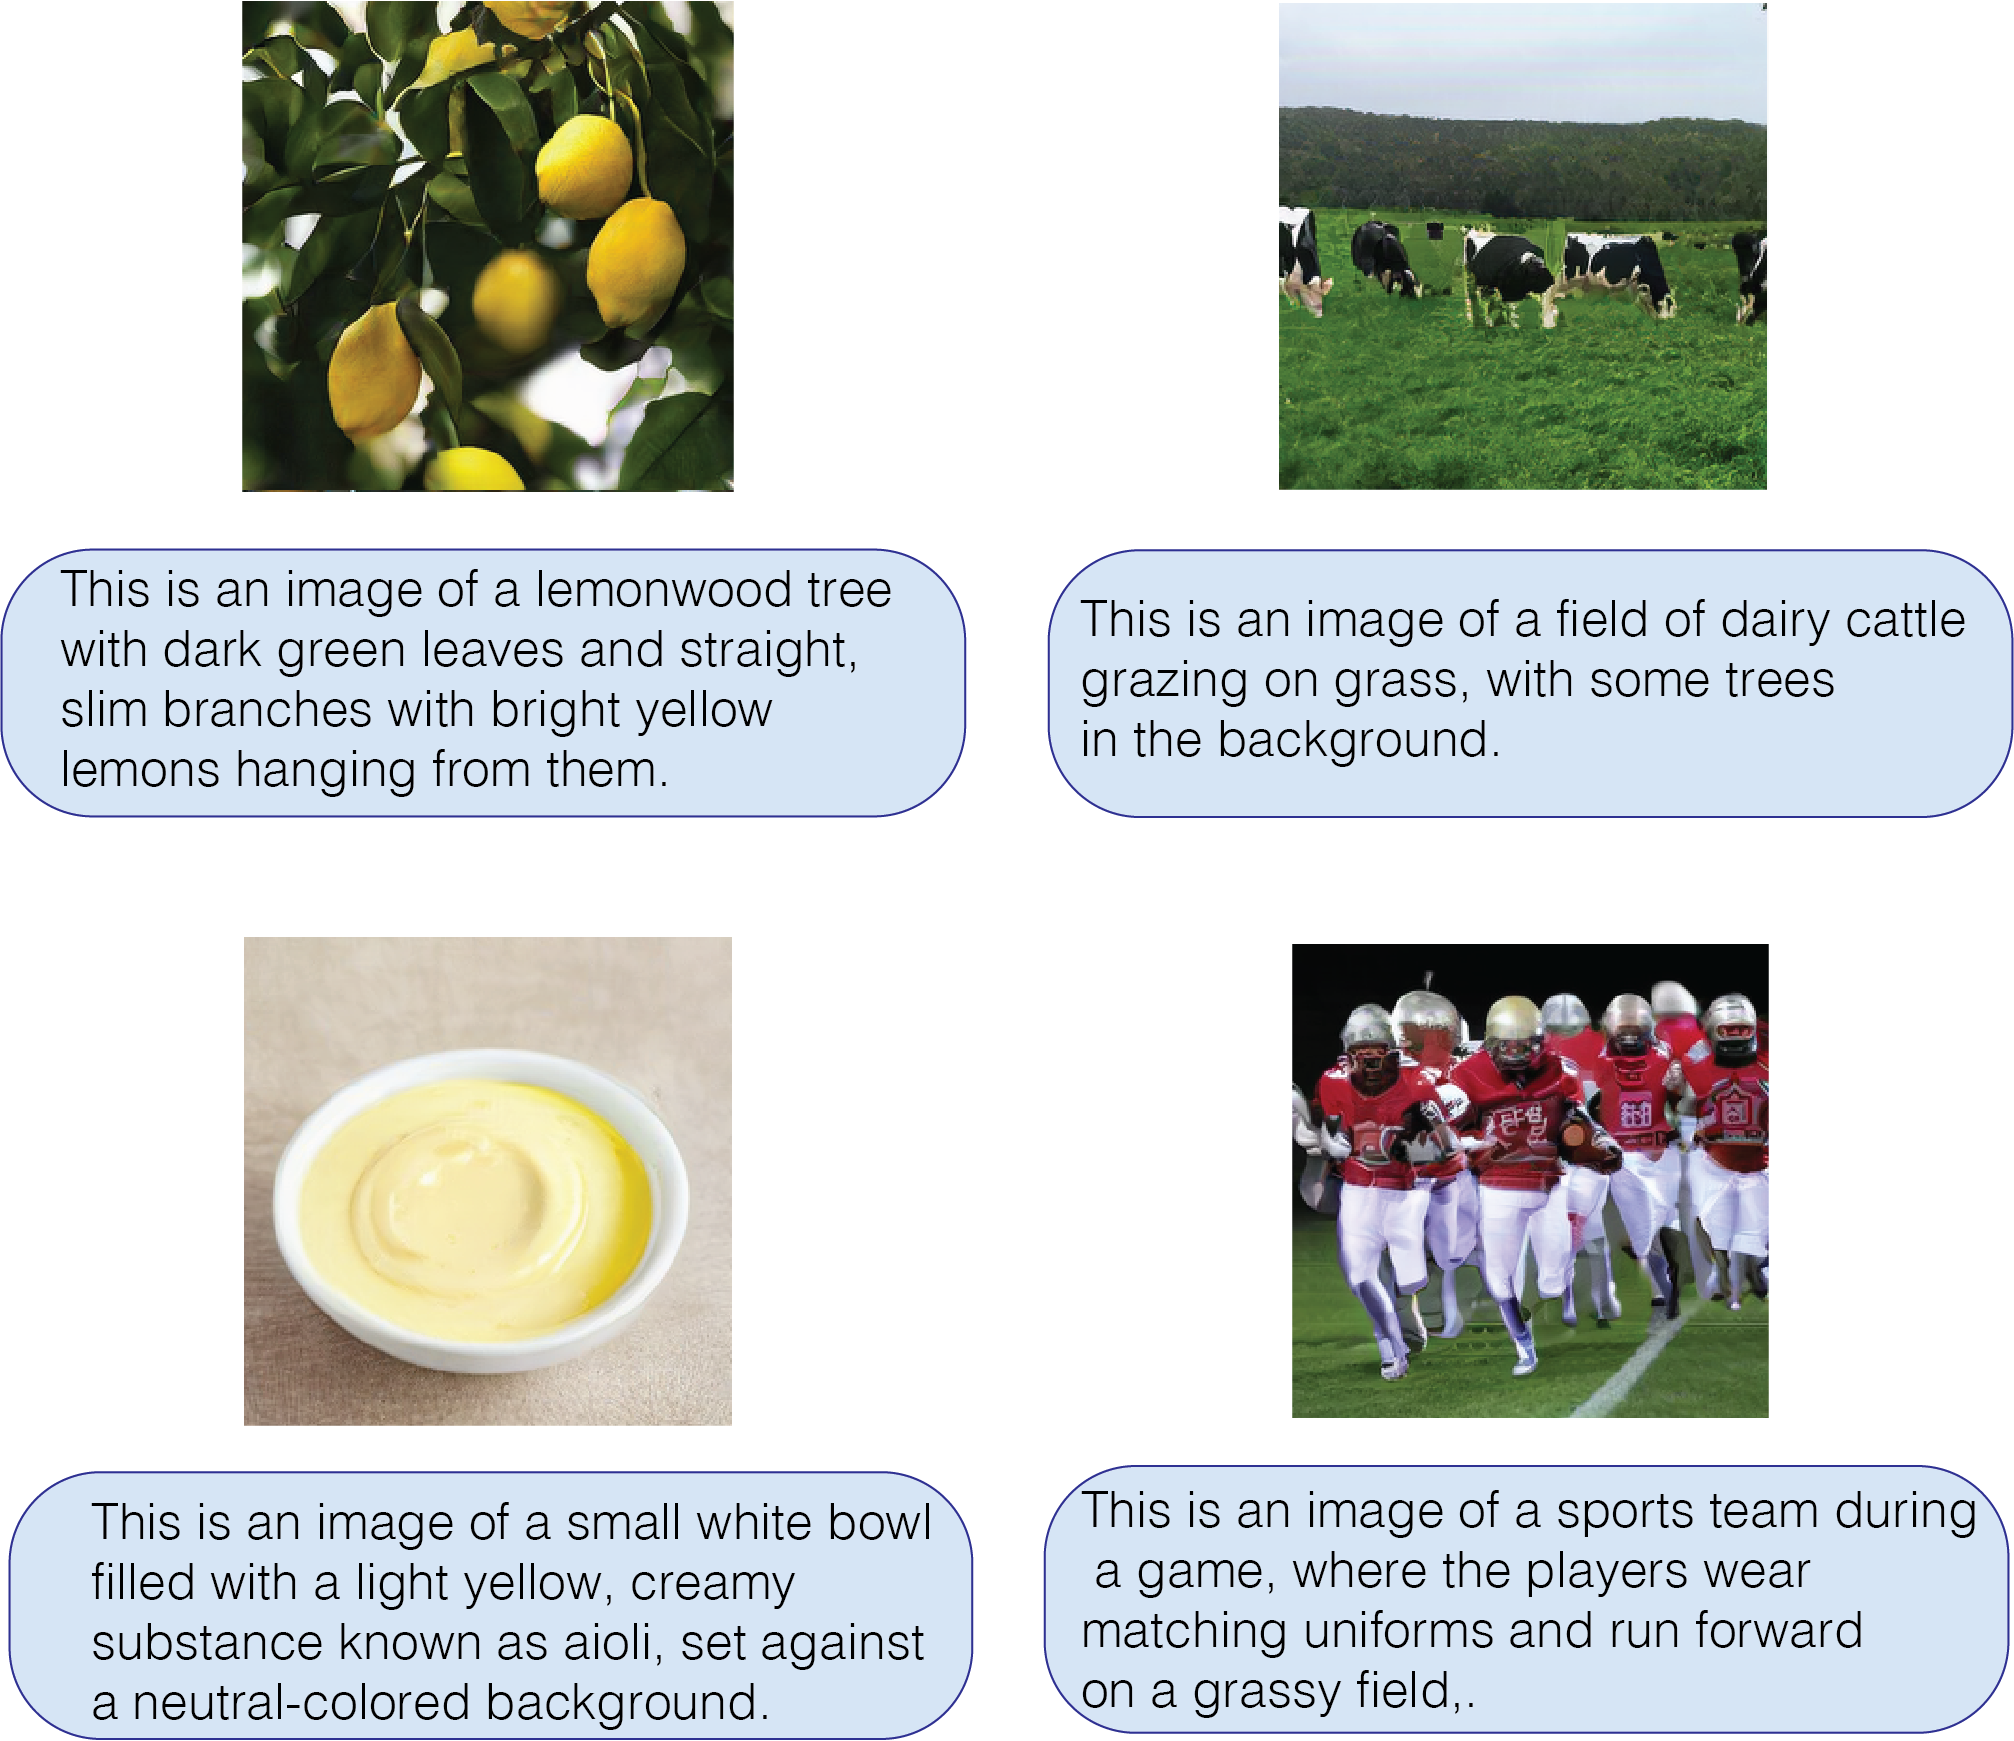 This is an image of a lemonwood tree
with dark green leaves and straight,
slim branches with bright yellow
lemons hanging from them.
This is an image of a field of dairy cattle
grazing on grass, with some trees
in the background.
This is an image of a small white bowl
filled with a light yellow, creamy
substance known as aioli, set against
a neutral-colored background.
This is an image of a sports team during
a game, where the players wear
matching uniforms and run forward
on a grassy field,.